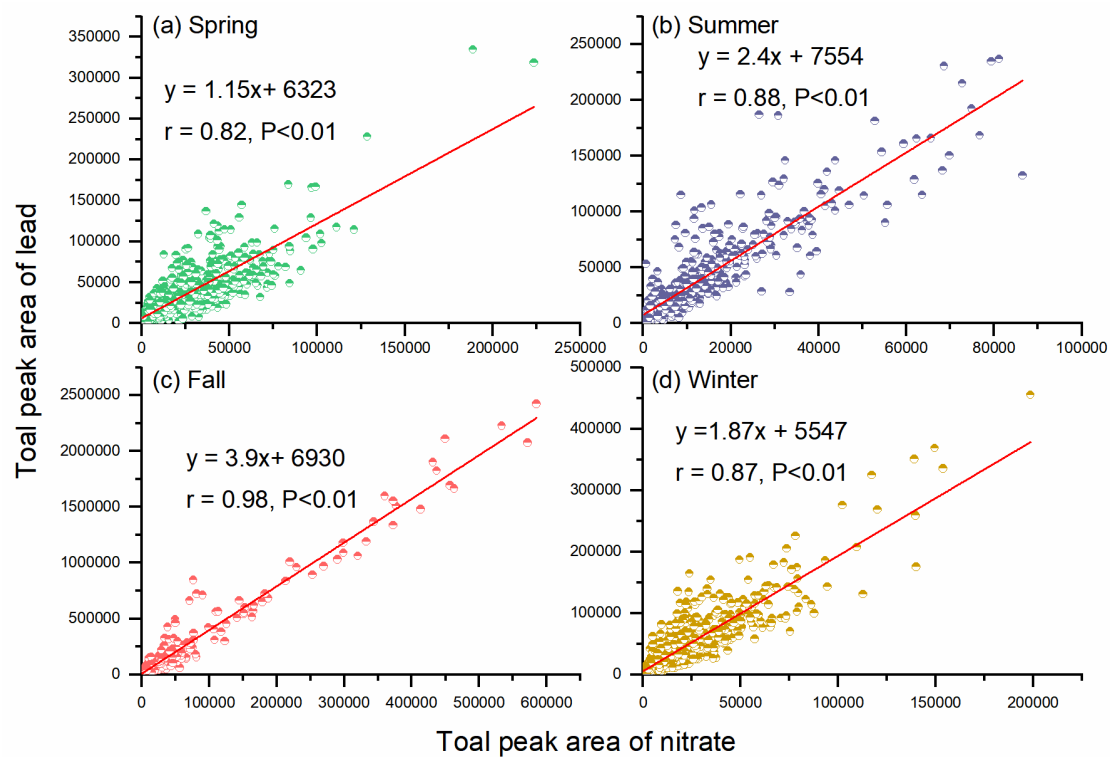 (a) Spring
y = 1.15x+ 6323
r = 0.82, P<0.01
350000
300000
250000
200000
150000
100000
50000
0
0 50000 100000 150000 200000 250000
(b) Summer
y = 2.4x + 7554
r = 0.88, P<0.01
250000
200000
150000
100000
50000
0
0 20000 40000 60000 80000 100000
(c) Fall
y = 3.9x+ 6930
r = 0.98, P<0.01
2500000
2000000
1500000
1000000
500000
0
0 100000 200000 300000 400000 500000 600000
(d) Winter
y =1.87x + 5547
r = 0.87, P<0.01
500000
400000
300000
200000
100000
0
0 50000 100000 150000 200000
Toal peak area of lead
Toal peak area of nitrate